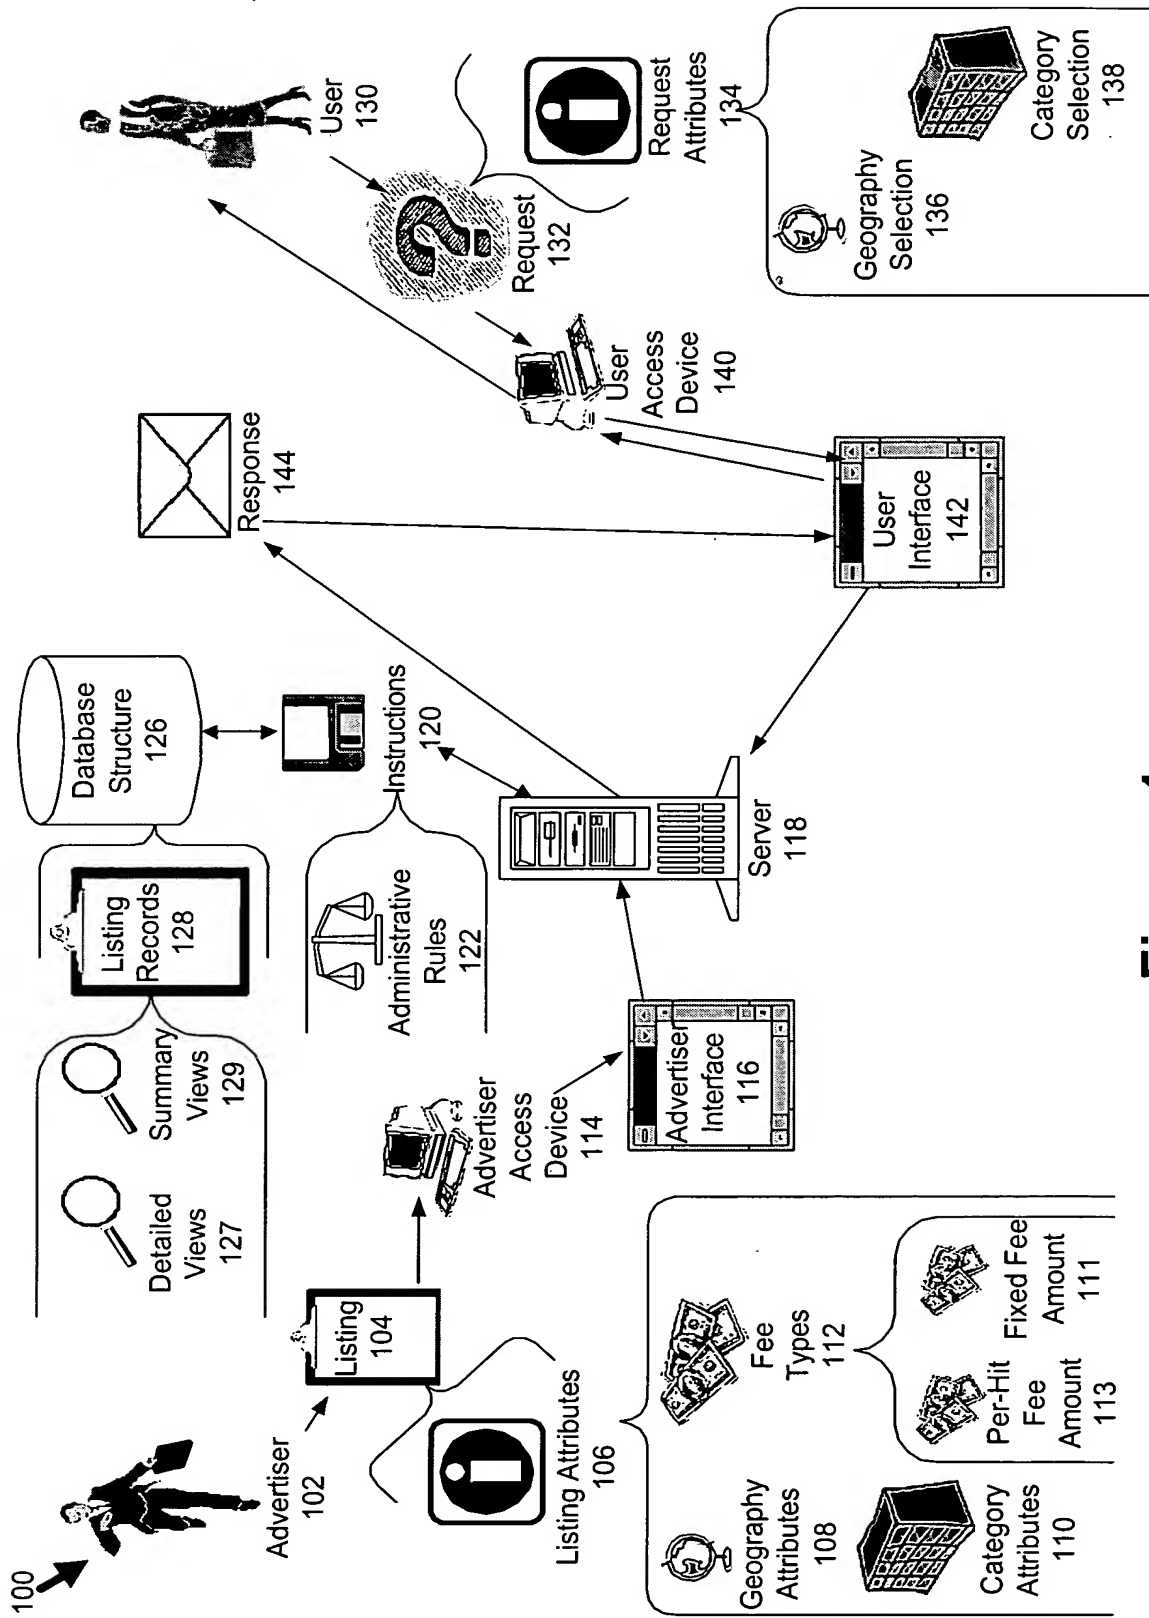 100
Advertiser
102
Listing
104
Listing Attributes
106
Geography
Attributes
108
Category
Attributes
110
Fee
Types
112
Per-Hit
Fee
Amount
113
Fixed Fee
Amount
111
Detailed
Views
127
Summary
Views
129
Listing
Records
128
Database
Structure
126
Administrative
Rules
122
Instructions
120
Advertiser
Access
Device
114
Advertiser
Interface
116
Server
118
Response
144
User
130
Request
132
Request
Attributes
134
Geography
Selection
136
Category
Selection
138
User
Access
Device
140
User
Interface
142